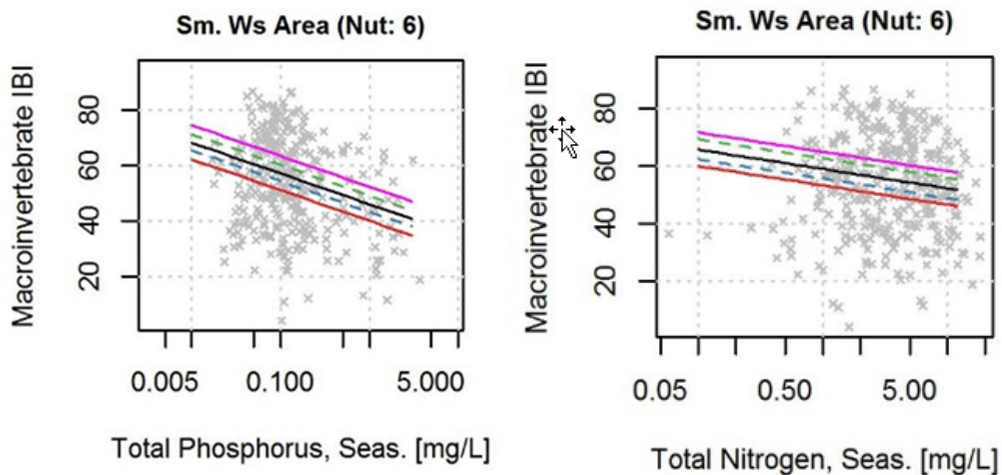 Sm. Ws Area (Nut: 6)
Macroinvertebrate IBI
80
60
40
20
0.005 0.100 5.000
Total Phosphorus, Seas. [mg/L]
Sm. Ws Area (Nut: 6)
Macroinvertebrate IBI
80
60
40
20
0.05 0.50 5.00
Total Nitrogen, Seas. [mg/L]